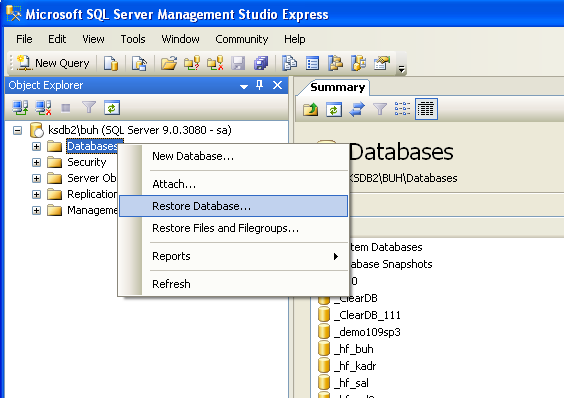 Microsoft SQL Server Management Studio Express
File Edit View Tools Window Community Help
New Query
Object Explorer
Summary
ksdb2\buh (SQL Server 9.0.3080 - sa)
Databases
Security
Server Ob
Replication
Manageme
New Database...
Attach...
Restore Database...
Restore Files and Filegroups...
Reports
Refresh
Databases
KSDB2\BUH\Databases
tem Databases
abase Snapshots
0
_ClearDB
_ClearDB_111
_demo109sp3
_hf_buh
_hf_kadr
_hf_sal